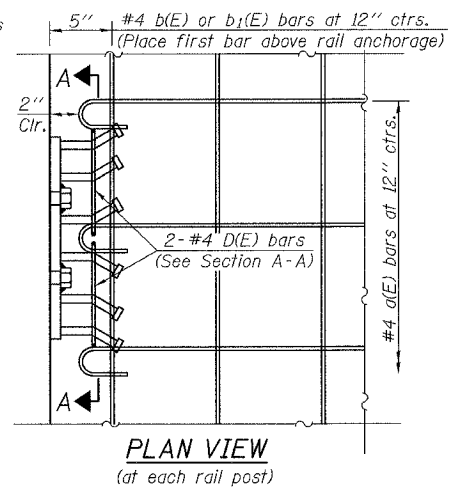 s
5" #4 b(E) or b1(E) bars at 12" ctrs.
(Place first bar above rail anchorage)
A
2"
Clr.
2-#4 D(E) bars
(See Section A-A)
#4 a(E) bars at 12" ctrs.
A
PLAN VIEW
(at each rail post)